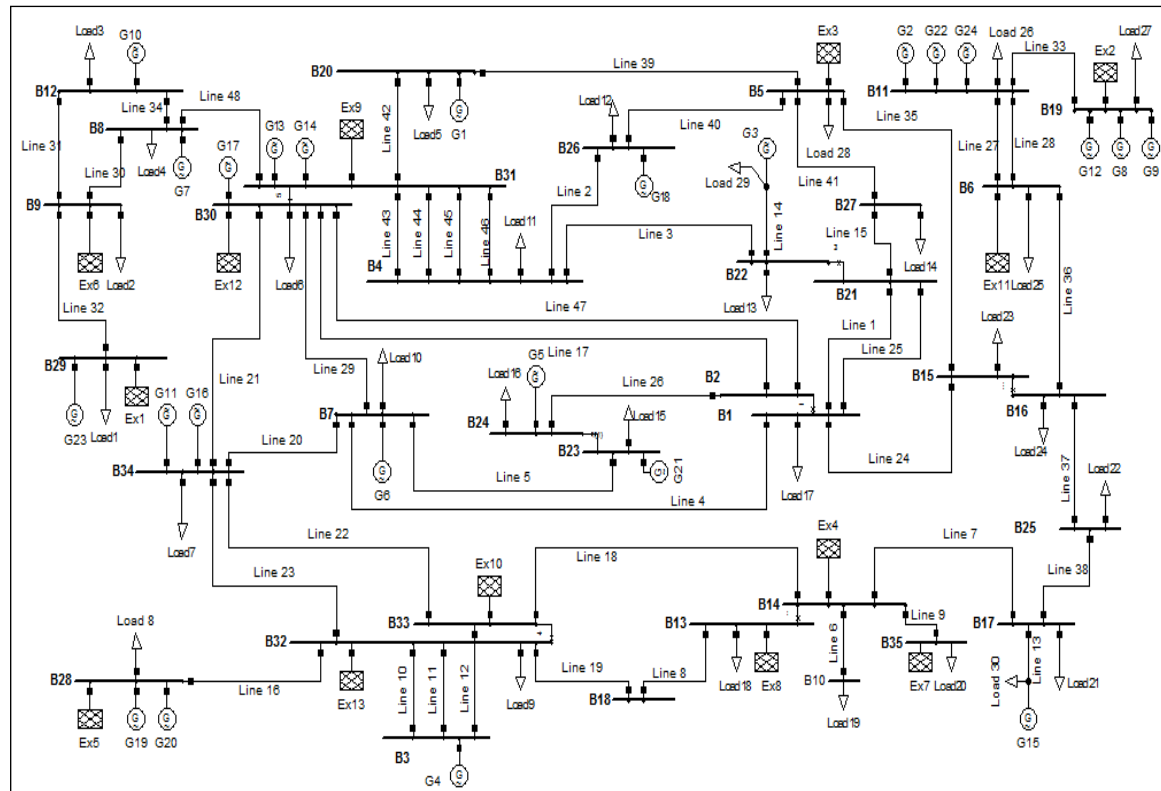 Load3
G10
Ex3
G2
G22
G24
Load 26
Line 33
Load27
Ex2
B20
Line 39
B12
Line 34
Line 48
Ex9
Line 42
Load12
B5
B11
B8
G13
G14
Load5
G1
Line 40
G3
Line 35
B19
Line 31
Load4
G17
B26
Load 28
Line 27
Line 28
G12
G8
G9
Line 30
G7
B31
Line 2
G18
Load 29
Line 41
B6
B9
B30
Line 43
Line 44
Line 45
Line 46
Load11
Line 14
B27
Line 15
Line 3
Ex6
Load2
Ex12
Load6
B4
B22
Load14
Ex11
Load25
Line 36
B21
Load13
Line 32
Line 47
Line 1
Load23
Line 21
Line 29
Line 17
Load10
G5
Line 25
B29
Load16
Line 26
B2
B15
G11
G16
Ex1
B7
B1
B16
Load15
G23
Load1
Line 20
B24
B23
Load24
Load22
Line 24
B34
G6
Line 5
G21
Load17
Line 37
Line 4
B25
Load7
Line 22
Ex4
Line 18
Line 7
Line 23
Ex10
Line 38
B14
Load 8
B33
B13
Line 9
B17
B32
Line 6
B35
Line 13
Line 10
Line 11
Line 12
Line 19
Line 8
Load 30
B28
Line 16
Ex13
Load9
B18
Load18
Ex8
B10
Ex7
Load20
Load21
Load19
Ex5
G19
G20
B3
G4
G15